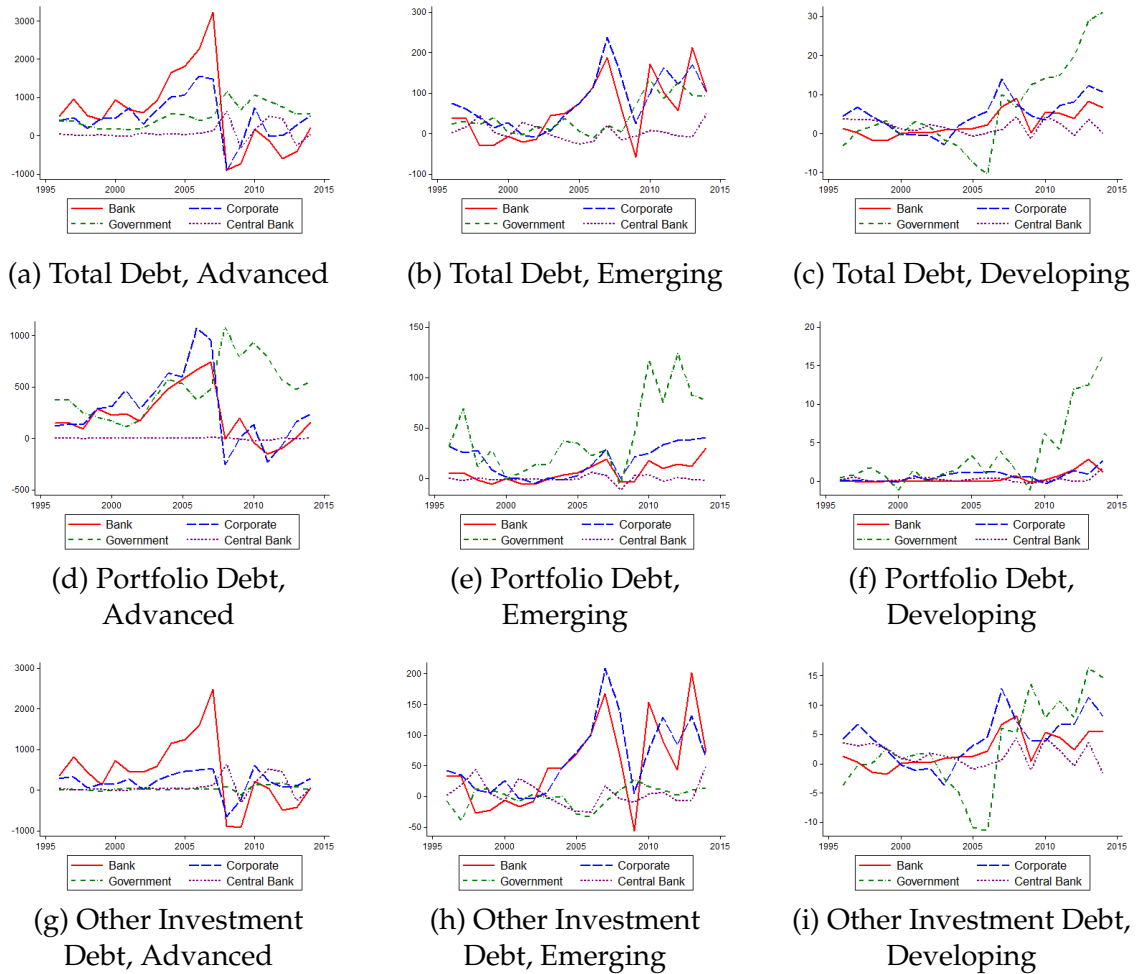 3000
2000
1000
0
-1000
1995 2000 2005 2010 2015
Bank Corporate
Government Central Bank
(a) Total Debt, Advanced
300
200
100
0
-100
1995 2000 2005 2010 2015
Bank Corporate
Government Central Bank
(b) Total Debt, Emerging
30
20
10
0
-10
1995 2000 2005 2010 2015
Bank Corporate
Government Central Bank
(c) Total Debt, Developing
1000
500
0
-500
1995 2000 2005 2010 2015
Bank Corporate
Government Central Bank
(d) Portfolio Debt,
Advanced
150
100
50
0
1995 2000 2005 2010 2015
Bank Corporate
Government Central Bank
(e) Portfolio Debt,
Emerging
20
15
10
5
0
1995 2000 2005 2010 2015
Bank Corporate
Government Central Bank
(f) Portfolio Debt,
Developing
3000
2000
1000
0
-1000
1995 2000 2005 2010 2015
Bank Corporate
Government Central Bank
(g) Other Investment
Debt, Advanced
200
150
100
50
0
-50
1995 2000 2005 2010 2015
Bank Corporate
Government Central Bank
(h) Other Investment
Debt, Emerging
15
10
5
0
-5
-10
1995 2000 2005 2010 2015
Bank Corporate
Government Central Bank
(i) Other Investment Debt,
Developing